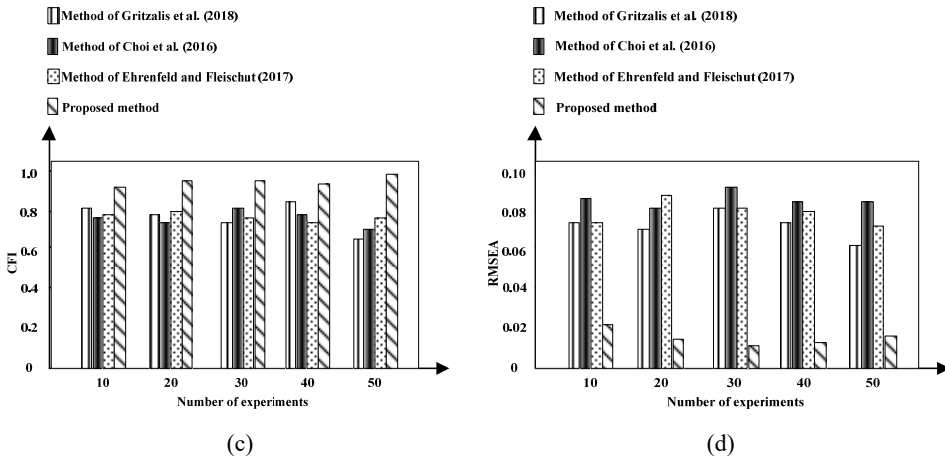 Method of Gritzalis et al. (2018)
Method of Choi et al. (2016)
Method of Ehrenfeld and Fleischut (2017)
Proposed method
1.0
0.8
0.6
0.4
0.2
0
CFI
10 20 30 40 50
Number of experiments
(c)
Method of Gritzalis et al. (2018)
Method of Choi et al. (2016)
Method of Ehrenfeld and Fleischut (2017)
Proposed method
0.10
0.08
0.06
0.04
0.02
0
RMSEA
10 20 30 40 50
Number of experiments
(d)